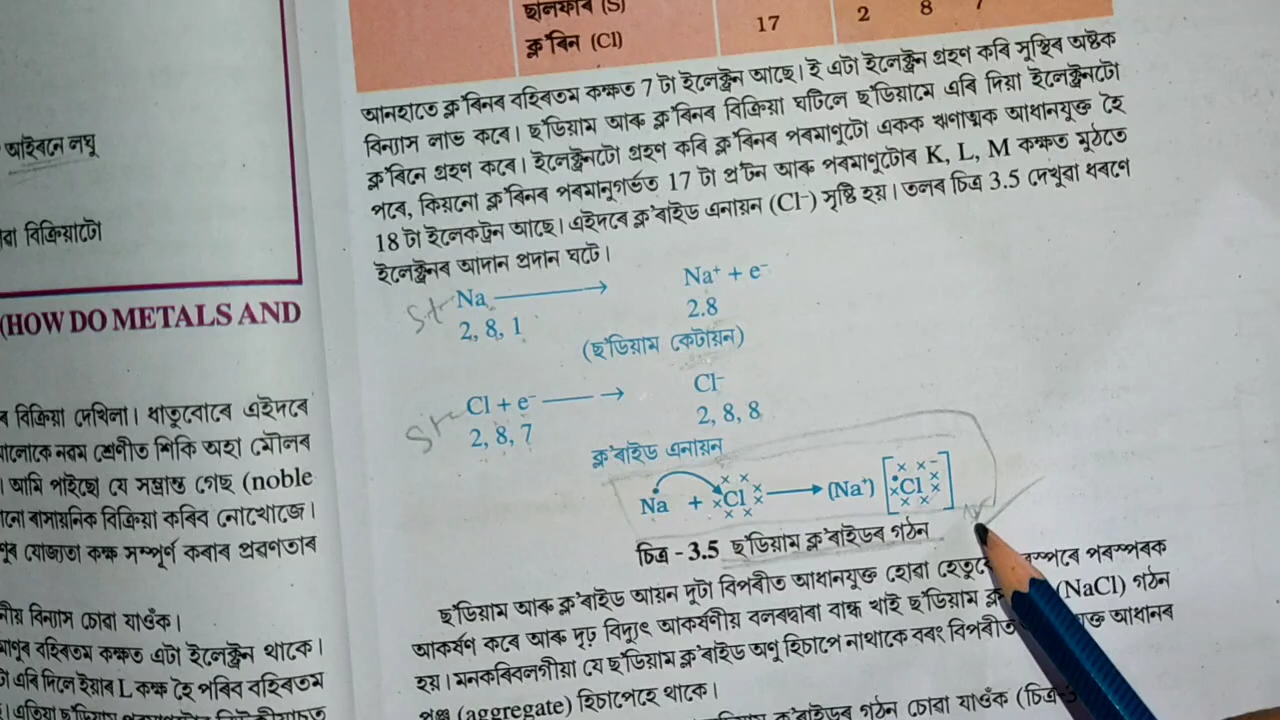 ছালফাৰ (S)
ক্ল'ৰিন (Cl) 17 2 8 7
আনহাতে ক্ল'ৰিনৰ বহিৰতম কক্ষত 7 টা ইলেক্ট্ৰন আছে। ই এটা ইলেক্ট্ৰন গ্ৰহণ কৰি সুস্থিৰ অষ্টক
বিন্যাস লাভ কৰে। ছ'ডিয়াম আৰু ক্ল'ৰিনৰ বিক্ৰিয়া ঘটিলে ছ'ডিয়ামে এৰি দিয়া ইলেক্ট্ৰনটো
ক্ল'ৰিনে গ্ৰহণ কৰে। ইলেক্ট্ৰনটো গ্ৰহণ কৰি ক্ল'ৰিনৰ পৰমাণুটো একক ঋণাত্মক আধানযুক্ত হৈ
পৰে, কিয়নো ক্ল'ৰিনৰ পৰমানুগৰ্ভত 17 টা প্ৰ'টন আৰু পৰমাণুটোৰ K, L, M কক্ষত মুঠতে
18 টা ইলেকট্ৰন আছে। এইদৰে ক্ল'ৰাইড এনায়ন (Cl⁻) সৃষ্টি হয়। তলৰ চিত্ৰ 3.5 দেখুৱা ধৰণে
ইলেক্ট্ৰনৰ আদান প্ৰদান ঘটে।
Na ⟶ Na⁺ + e⁻
2, 8, 1 2.8
(ছ'ডিয়াম কেটায়ন)
Cl + e⁻ ⟶ Cl⁻
2, 8, 7 2, 8, 8
ক্ল'ৰাইড এনায়ন
Na + Cl ⟶ (Na⁺) [Cl]⁻
চিত্ৰ - 3.5 ছ'ডিয়াম ক্ল'ৰাইডৰ গঠন
ছ'ডিয়াম আৰু ক্ল'ৰাইড আয়ন দুটা বিপৰীত আধানযুক্ত হোৱা পৰস্পৰক
আকৰ্ষণ কৰে আৰু দৃঢ় বিদ্যুৎ আকৰ্ষণীয় বলৰদ্বাৰা বান্ধ খাই ছ'ডিয়াম (NaCl) গঠন
হয়। মনকৰিবলগীয়া যে ছ'ডিয়াম ক্ল'ৰাইড অণু হিচাপে নাথাকে বৰং বিপৰীত আধানৰ
(aggregate) হিচাপেহে থাকে।
গঠন চোৱা যাওঁক
আইৰনে লঘু
বিক্ৰিয়াটো
(HOW DO METALS AND
ৰ বিক্ৰিয়া দেখিলা। ধাতুবোৰে এইদৰে
নবম শ্ৰেণীত শিকি অহা মৌলৰ
। আমি পাইছো যে সম্ভ্ৰান্ত গেছ (noble
ৰাসায়নিক বিক্ৰিয়া কৰিব নোখোজে।
যোজ্যতা কক্ষ সম্পূৰ্ণ কৰাৰ প্ৰৱণতাৰ
বিন্যাস চোৱা যাওঁক।
বহিৰতম কক্ষত এটা ইলেক্ট্ৰন থাকে।
এৰি দিলে ইয়াৰ L কক্ষ হৈ পৰিব বহিৰতম